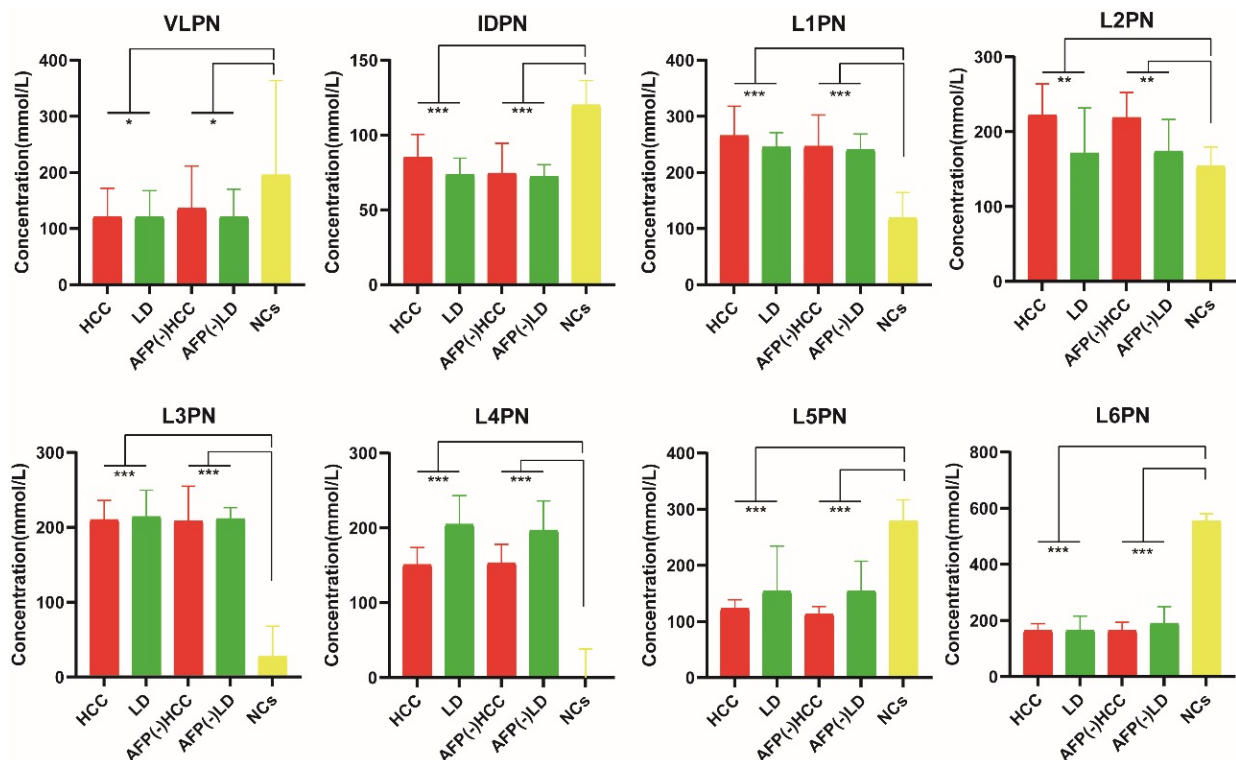 VLPN
Concentration(mmol/L)
400
300
200
100
0
*
*
HCC
LD
AFP(-)HCC
AFP(-)LD
NCs
IDPN
Concentration(mmol/L)
150
100
50
0
***
***
HCC
LD
AFP(-)HCC
AFP(-)LD
NCs
L1PN
Concentration(mmol/L)
400
300
200
100
0
***
***
HCC
LD
AFP(-)HCC
AFP(-)LD
NCs
L2PN
Concentration(mmol/L)
300
200
100
0
**
**
HCC
LD
AFP(-)HCC
AFP(-)LD
NCs
L3PN
Concentration(mmol/L)
300
200
100
0
***
***
HCC
LD
AFP(-)HCC
AFP(-)LD
NCs
L4PN
Concentration(mmol/L)
300
200
100
0
***
***
HCC
LD
AFP(-)HCC
AFP(-)LD
NCs
L5PN
Concentration(mmol/L)
400
300
200
100
0
***
***
HCC
LD
AFP(-)HCC
AFP(-)LD
NCs
L6PN
Concentration(mmol/L)
800
600
400
200
0
***
***
HCC
LD
AFP(-)HCC
AFP(-)LD
NCs